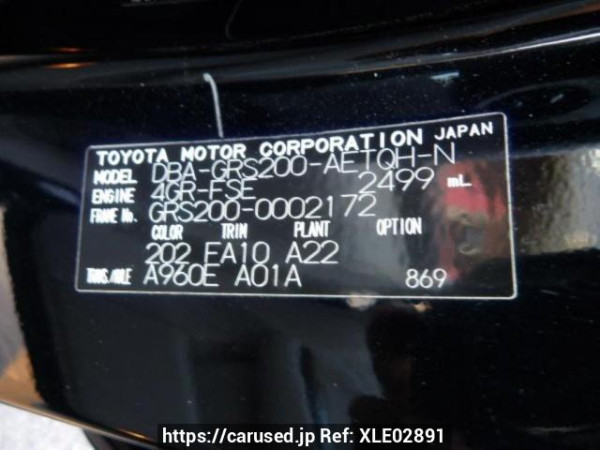 TOYOTA MOTOR CORPORATION JAPAN
MODEL DBA-GRS200-AETQH-N
ENGINE 4GR-FSE 2499 mL
FRAME No. GRS200-0002172
COLOR TRIM PLANT OPTION
202 FA10 A22
TRANS./AXLE A960E A01A 869
https://carused.jp Ref: XLE02891